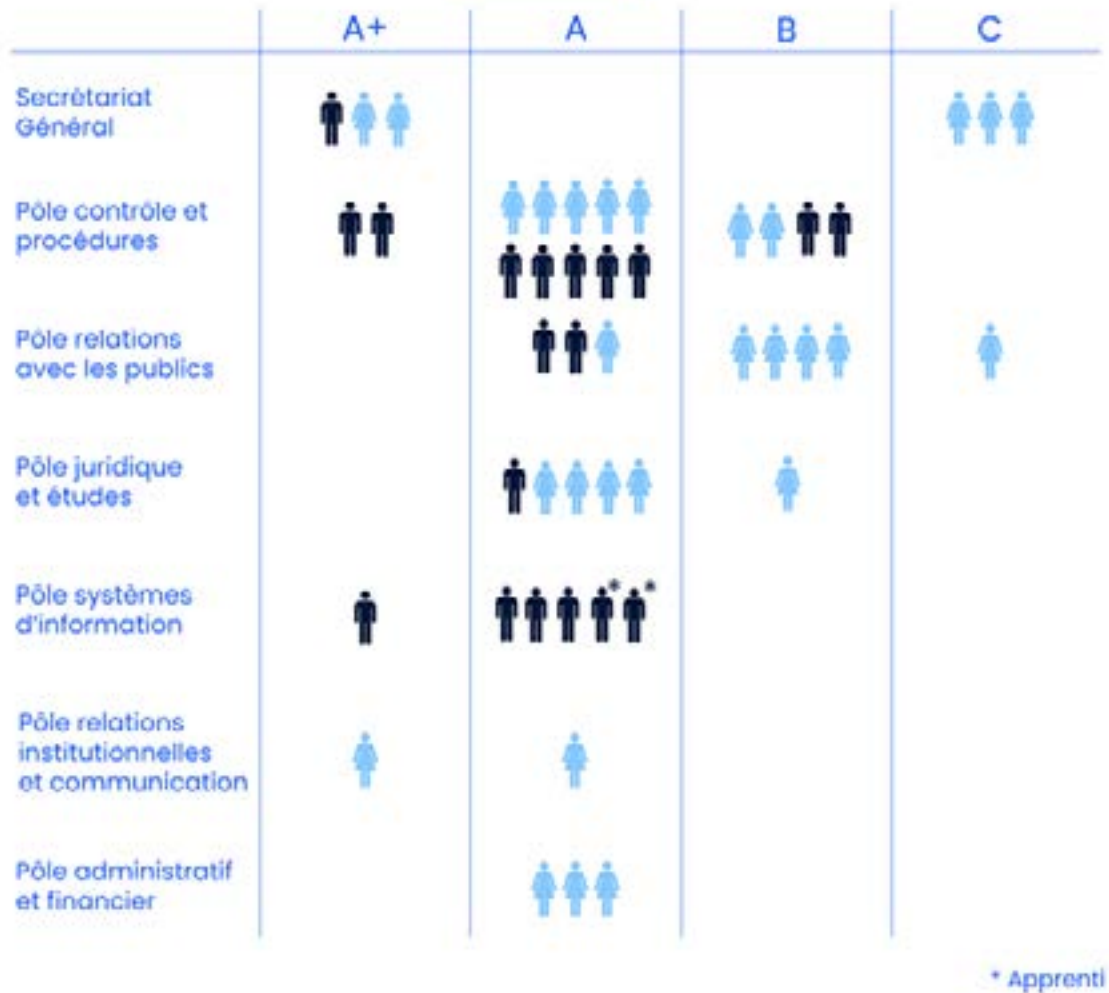 A+ A B C
Secrétariat
Général
Pôle contrôle et
procédures
Pôle relations
avec les publics
Pôle juridique
et études
* *
Pôle systèmes
d'information
Pôle relations
institutionnelles
et communication
Pôle administratif
et financier
* Apprenti